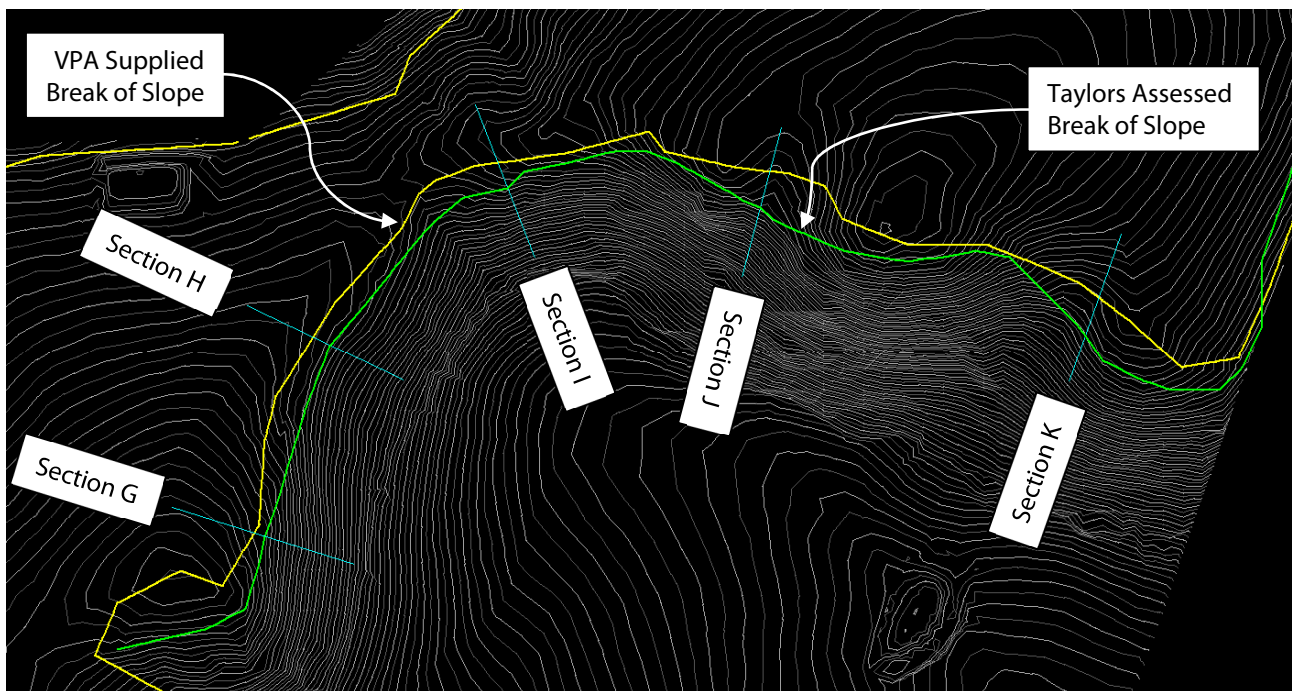 VPA Supplied
Break of Slope
Taylors Assessed
Break of Slope
Section H
Section I
Section J
Section K
Section G